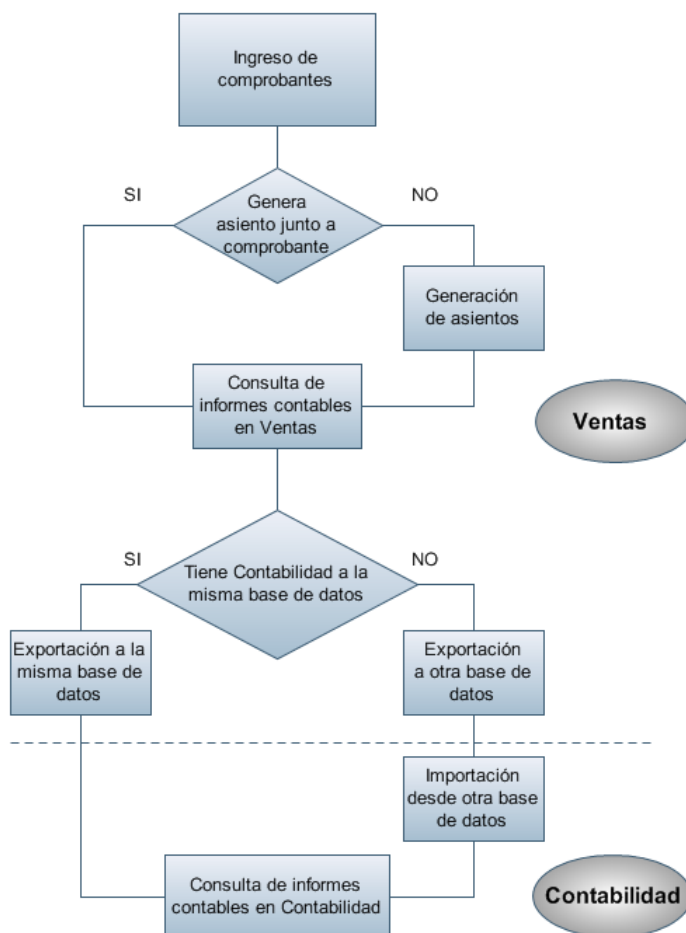 Ingreso de
comprobantes
SI
NO
Genera
asiento junto a
comprobante
Generación
de asientos
Consulta de
informes contables
en Ventas
Ventas
SI
NO
Tiene Contabilidad a la
misma base de datos
Exportación a la
misma base de
datos
Exportación
a otra base de
datos
Importación
desde otra base
de datos
Consulta de informes
contables en Contabilidad
Contabilidad